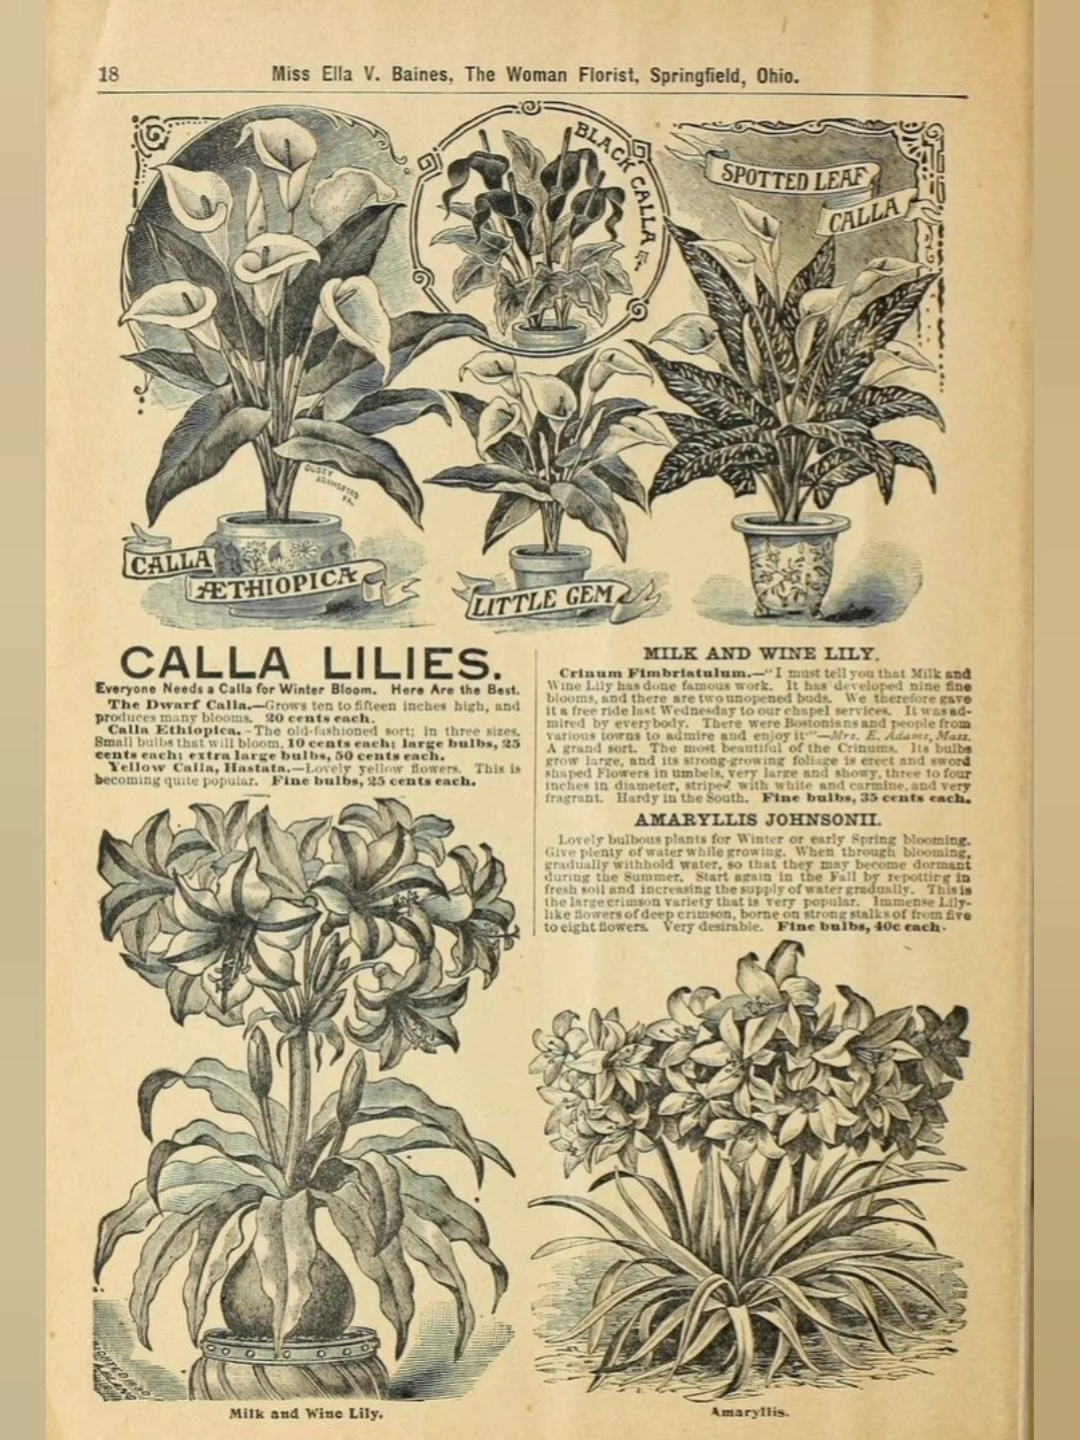 18
Miss Ella V. Baines, The Woman Florist, Springfield, Ohio.
BLACK CALLA
SPOTTED LEAF
CALLA
CALLA
ÆTHIOPICA
LITTLE GEM
CALLA LILIES.
Everyone Needs a Calla for Winter Bloom. Here Are the Best.
The Dwarf Calla.—Grows ten to fifteen inches high, and
produces many blooms. 20 cents each.
Calla Ethiopica.-The old-fashioned sort; in three sizes.
Small bulbs that will bloom, 10 cents each; large bulbs, 25
cents each; extra large bulbs, 50 cents each.
Yellow Calla, Hastata.—Lovely yellow flowers. This is
becoming quite popular. Fine bulbs, 25 cents each.
MILK AND WINE LILY.
Crinum Fimbriatulum.—"I must tell you that Milk and
Wine Lily has done famous work. It has developed nine fine
blooms, and there are two unopened buds. We therefore gave
it a free ride last Wednesday to our chapel services. It was ad-
mired by everybody. There were Bostonians and people from
various towns to admire and enjoy it"—Mrs. E. Adams, Mass.
A grand sort. The most beautiful of the Crinums. Its bulbs
grow large, and its strong-growing foliage is erect and sword
shaped Flowers in umbels, very large and showy, three to four
inches in diameter, striped with white and carmine, and very
fragrant. Hardy in the South. Fine bulbs, 35 cents each.
AMARYLLIS JOHNSONII.
Lovely bulbous plants for Winter or early Spring blooming.
Give plenty of water while growing. When through blooming,
gradually withhold water, so that they may become dormant
during the Summer. Start again in the Fall by repotting in
fresh soil and increasing the supply of water gradually. This is
the large crimson variety that is very popular. Immense Lily-
like flowers of deep crimson, borne on strong stalks of from five
to eight flowers. Very desirable. Fine bulbs, 40c each.
Milk and Wine Lily.
Amaryllis.